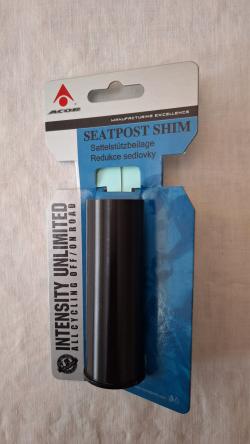 ACOR
MANUFACTURING EXCELLENCE
SEATPOST SHIM
Sattelstützbeilage
Redukce sedlovky
INTENSITY UNLIMITED
ALL CYCLING OFF/ON ROAD